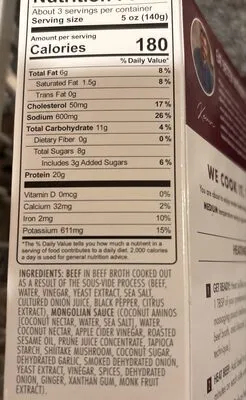 Nutrition
About 3 servings per container
Serving size 5 oz (140g)
Amount per serving
Calories 180
% Daily Value*
Total Fat 6g 8%
Saturated Fat 1.5g 8%
Trans Fat 0g
Cholesterol 50mg 17%
Sodium 600mg 26%
Total Carbohydrate 11g 4%
Dietary Fiber 0g 0%
Total Sugars 8g
Includes 3g Added Sugars 6%
Protein 20g
Vitamin D 0mcg 0%
Calcium 32mg 2%
Iron 2mg 10%
Potassium 611mg 15%
*The % Daily Value tells you how much a nutrient in a
serving of food contributes to a daily diet. 2,000 calories
a day is used for general nutrition advice.
INGREDIENTS: BEEF IN BEEF BROTH COOKED OUT
AS A RESULT OF THE SOUS-VIDE PROCESS (BEEF,
WATER, VINEGAR, YEAST EXTRACT, SEA SALT,
CULTURED ONION JUICE, BLACK PEPPER, CITRUS
EXTRACT), MONGOLIAN SAUCE (COCONUT AMINOS
[COCONUT NECTAR, WATER, SEA SALT], WATER,
COCONUT NECTAR, APPLE CIDER VINEGAR, ROASTED
SESAME OIL, PRUNE JUICE CONCENTRATE, TAPIOCA
STARCH, SHIITAKE MUSHROOM, COCONUT SUGAR,
DEHYDRATED GARLIC, SMOKED DEHYDRATED ONION,
YEAST EXTRACT, VINEGAR, SPICES, DEHYDRATED
ONION, GINGER, XANTHAN GUM, MONK FRUIT
EXTRACT).
WE COOK
1 GET READY:
2 HEAT BEEF